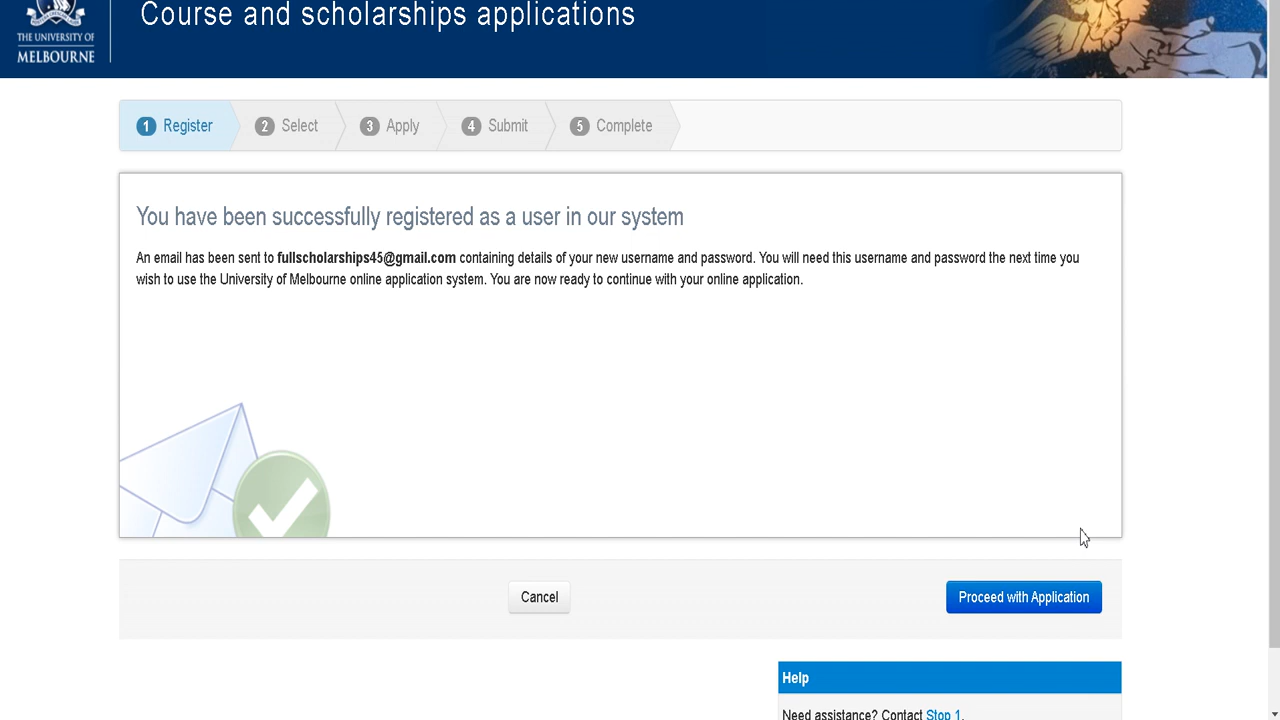 Course and scholarships applications
THE UNIVERSITY OF
MELBOURNE
1 Register
2 Select
3 Apply
4 Submit
5 Complete
You have been successfully registered as a user in our system
An email has been sent to fullscholarships45@gmail.com containing details of your new username and password. You will need this username and password the next time you
wish to use the University of Melbourne online application system. You are now ready to continue with your online application.
Cancel
Proceed with Application
Help
Need assistance? Contact Stop 1.